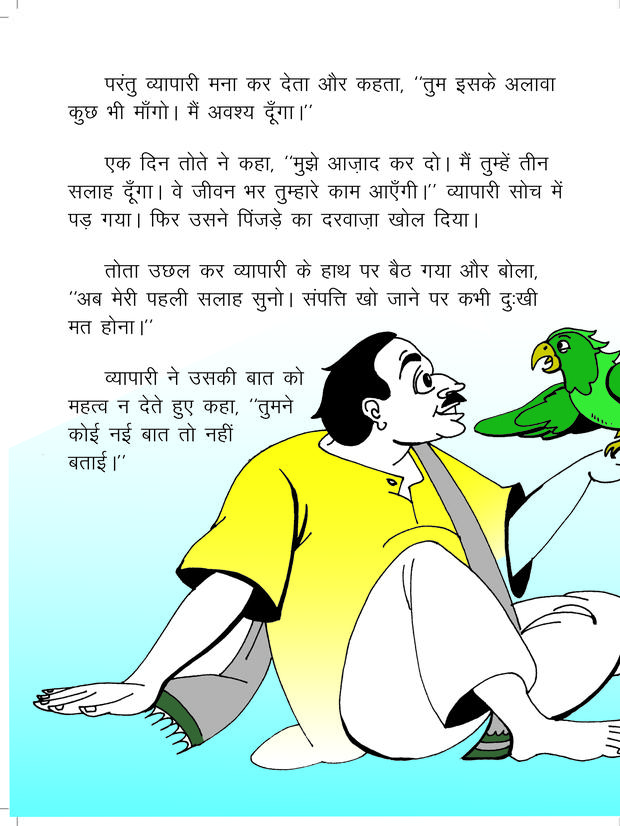 परंतु व्यापारी मना कर देता और कहता, ‘‘तुम इसके अलावा
कुछ भी माँगो। मैं अवश्य दूँगा।’’
एक दिन तोते ने कहा, ‘‘मुझे आज़ाद कर दो। मैं तुम्हें तीन
सलाह दूँगा। वे जीवन भर तुम्हारे काम आएँगी।’’ व्यापारी सोच में
पड़ गया। फिर उसने पिंजड़े का दरवाज़ा खोल दिया।
तोता उछल कर व्यापारी के हाथ पर बैठ गया और बोला,
‘‘अब मेरी पहली सलाह सुनो। संपत्ति खो जाने पर कभी दुःखी
मत होना।’’
व्यापारी ने उसकी बात को
महत्व न देते हुए कहा, ‘‘तुमने
कोई नई बात तो नहीं
बताई।’’